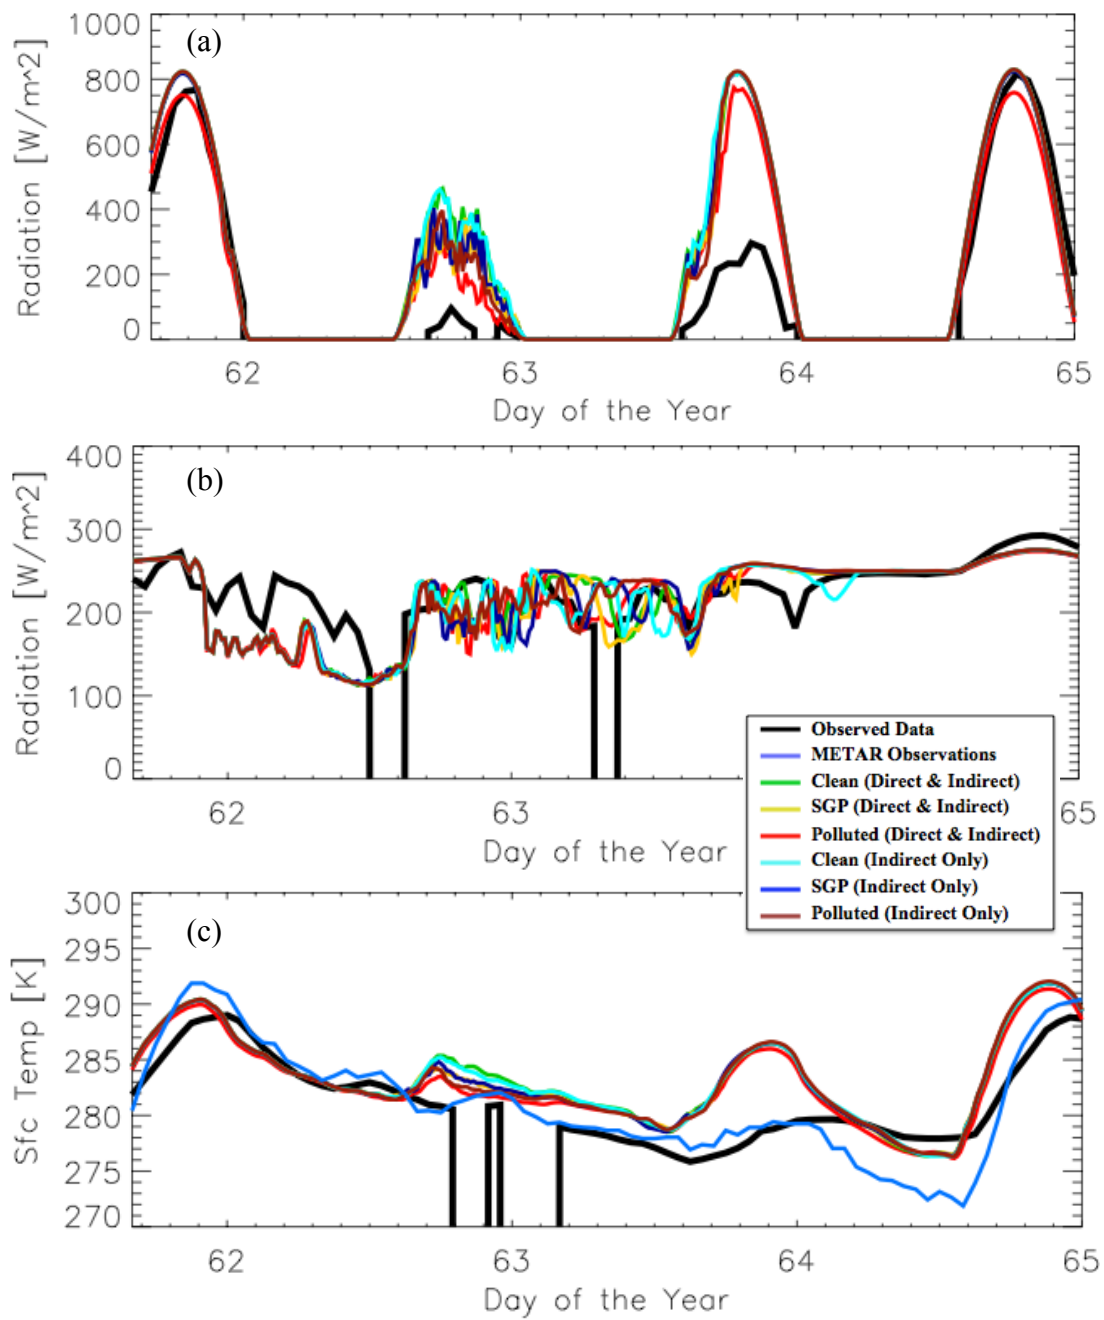 (a)
1000
800
600
400
200
0
Radiation [W/m^2]
62 63 64 65
Day of the Year
(b)
400
300
200
100
0
Radiation [W/m^2]
62 63 65
Day of the Year
Observed Data
METAR Observations
Clean (Direct & Indirect)
SGP (Direct & Indirect)
Polluted (Direct & Indirect)
Clean (Indirect Only)
SGP (Indirect Only)
Polluted (Indirect Only)
(c)
300
295
290
285
280
275
270
Sfc Temp [K]
62 63 64 65
Day of the Year